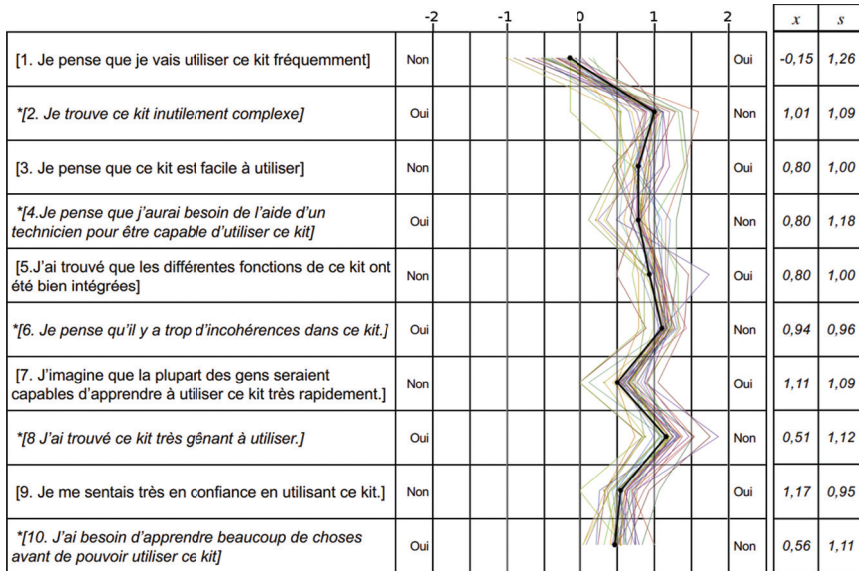 -2 -1 0 1 2 x s
[1. Je pense que je vais utiliser ce kit fréquemment] Non Oui -0,15 1,26
*[2. Je trouve ce kit inutilement complexe] Oui Non 1,01 1,09
[3. Je pense que ce kit est facile à utiliser] Non Oui 0,80 1,00
*[4.Je pense que j'aurai besoin de l'aide d'un
technicien pour être capable d'utiliser ce kit] Oui Non 0,80 1,18
[5.J'ai trouvé que les différentes fonctions de ce kit ont
été bien intégrées] Non Oui 0,80 1,00
*[6. Je pense qu'il y a trop d'incohérences dans ce kit.] Oui Non 0,94 0,96
[7. J'imagine que la plupart des gens seraient
capables d'apprendre à utiliser ce kit très rapidement.] Non Oui 1,11 1,09
*[8 J'ai trouvé ce kit très gênant à utiliser.] Oui Non 0,51 1,12
[9. Je me sentais très en confiance en utilisant ce kit.] Non Oui 1,17 0,95
*[10. J'ai besoin d'apprendre beaucoup de choses
avant de pouvoir utiliser ce kit] Oui Non 0,56 1,11